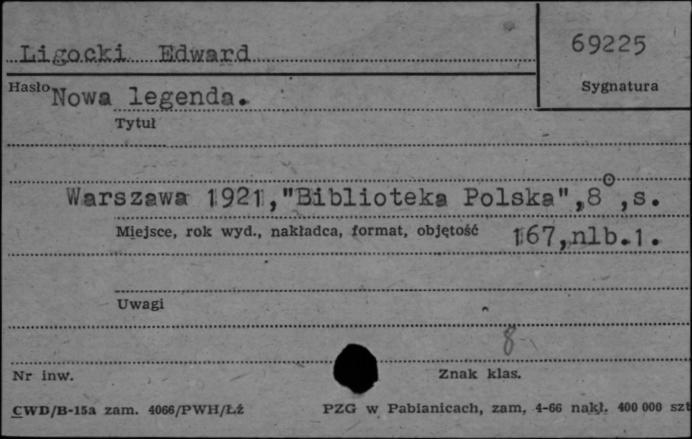 Ligocki Edward
69225
Sygnatura
Hasło Nowa legenda.
Tytuł
Warszawa 1921,"Biblioteka Polska",8°,s.
Miejsce, rok wyd., nakładca, format, objętość 167,nlb.1.
Uwagi
8
Nr inw. Znak klas.
CWD/B-15a zam. 4066/PWH/Łż PZG w Pabianicach, zam. 4-66 nakł. 400 000 szt